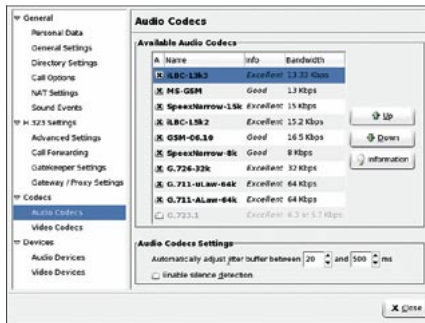 General
Personal Data
General Settings
Directory Settings
Call Options
NAT Settings
Sound Events
H.323 Settings
Advanced Settings
Call Forwarding
Gatekeeper Settings
Gateway / Proxy Settings
Codecs
Audio Codecs
Video Codecs
Devices
Audio Devices
Video Devices
Audio Codecs
Available Audio Codecs
A Name Info Bandwidth
iLBC-13k3 Excellent 13.33 Kbps
MS-GSM Good 13 Kbps
SpeexNarrow-15k Excellent 15 Kbps
iLBC-15k2 Excellent 15.2 Kbps
GSM-06.10 Good 16.5 Kbps
SpeexNarrow-8k Good 8 Kbps
G.726-32k Excellent 32 Kbps
G.711-uLaw-64k Excellent 64 Kbps
G.711-ALaw-64k Excellent 64 Kbps
G.723.1 Excellent 6.3 or 5.7 Kbps
Up
Down
Information
Audio Codecs Settings
Automatically adjust jitter buffer between 20 and 500 ms
Enable silence detection
Close